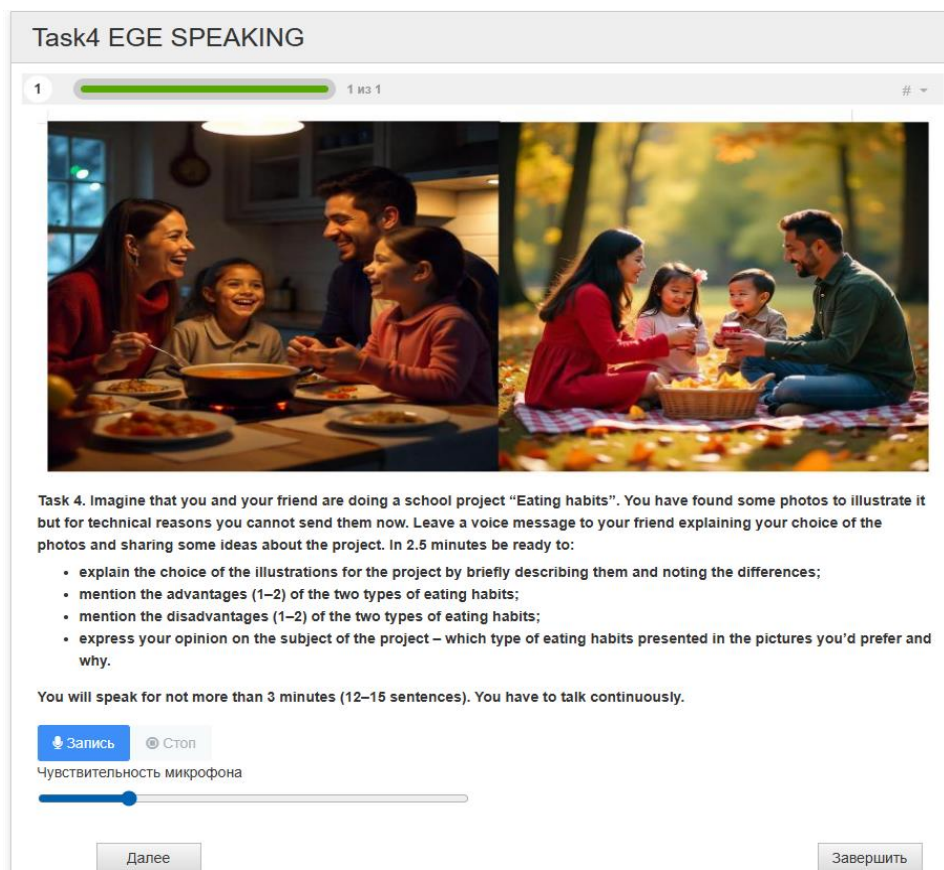 Task4 EGE SPEAKING
1 1 из 1 #
Task 4. Imagine that you and your friend are doing a school project “Eating habits”. You have found some photos to illustrate it
but for technical reasons you cannot send them now. Leave a voice message to your friend explaining your choice of the
photos and sharing some ideas about the project. In 2.5 minutes be ready to:
• explain the choice of the illustrations for the project by briefly describing them and noting the differences;
• mention the advantages (1–2) of the two types of eating habits;
• mention the disadvantages (1–2) of the two types of eating habits;
• express your opinion on the subject of the project – which type of eating habits presented in the pictures you’d prefer and
why.
You will speak for not more than 3 minutes (12–15 sentences). You have to talk continuously.
Запись Стоп
Чувствительность микрофона
Далее Завершить